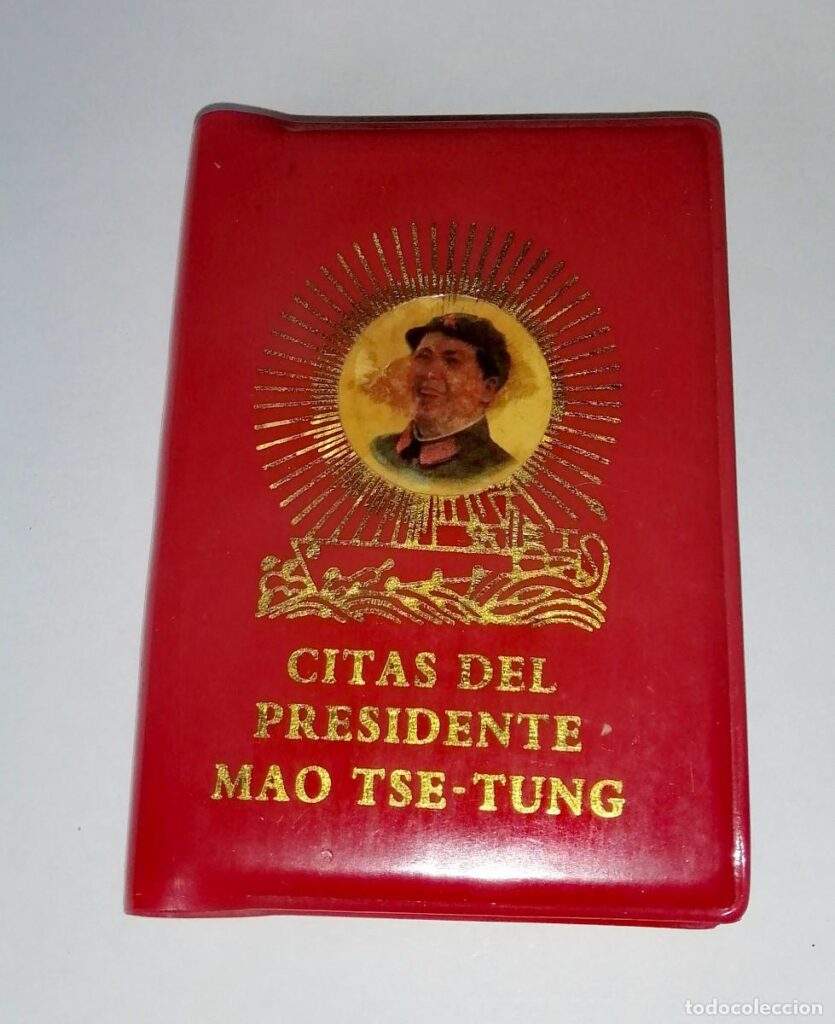 CITAS DEL
PRESIDENTE
MAO TSE-TUNG
todocoleccion